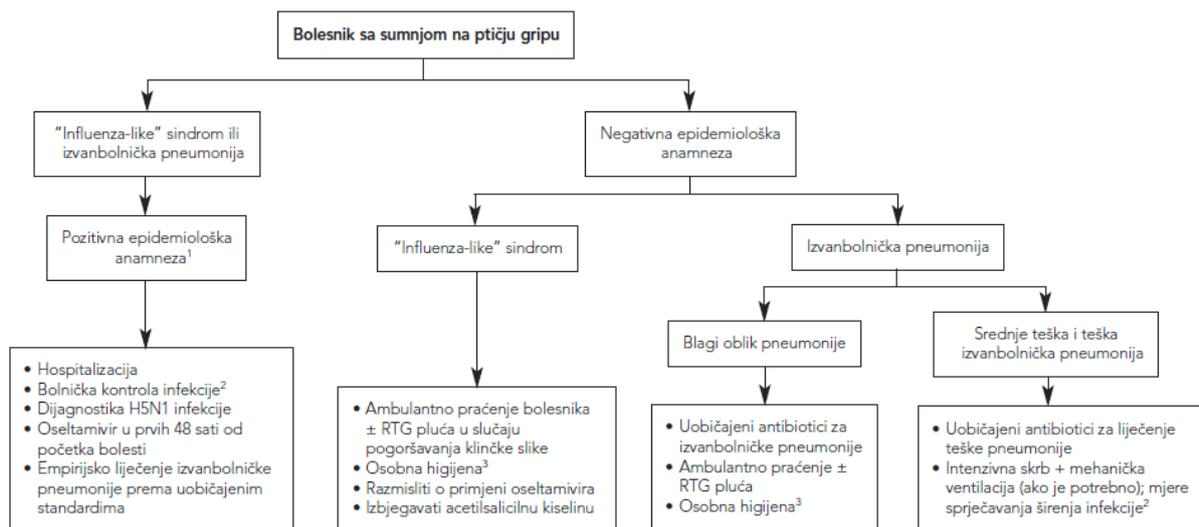 Bolesnik sa sumnjom na ptičju gripu
"Influenza-like" sindrom ili
izvanbolnička pneumonija
Negativna epidemiološka
anamneza
Pozitivna epidemiološka
anamneza¹
"Influenza-like" sindrom
Izvanbolnička pneumonija
Blagi oblik pneumonije
Srednje teška i teška
izvanbolnička pneumonija
• Hospitalizacija
• Bolnička kontrola infekcije²
• Dijagnostika H5N1 infekcije
• Oseltamivir u prvih 48 sati od
početka bolesti
• Empirijsko liječenje izvanbolničke
pneumonije prema uobičajenim
standardima
• Ambulantno praćenje bolesnika
± RTG pluća u slučaju
pogoršavanja klinčke slike
• Osobna higijena³
• Razmisliti o primjeni oseltamivira
• Izbjegavati acetilsalicilnu kiselinu
• Uobičajeni antibiotici za
izvanbolničke pneumonije
• Ambulantno praćenje ±
RTG pluća
• Osobna higijena³
• Uobičajeni antibiotici za liječenje
teške pneumonije
• Intenzivna skrb + mehanička
ventilacija (ako je potrebno); mjere
sprječavanja širenja infekcije²